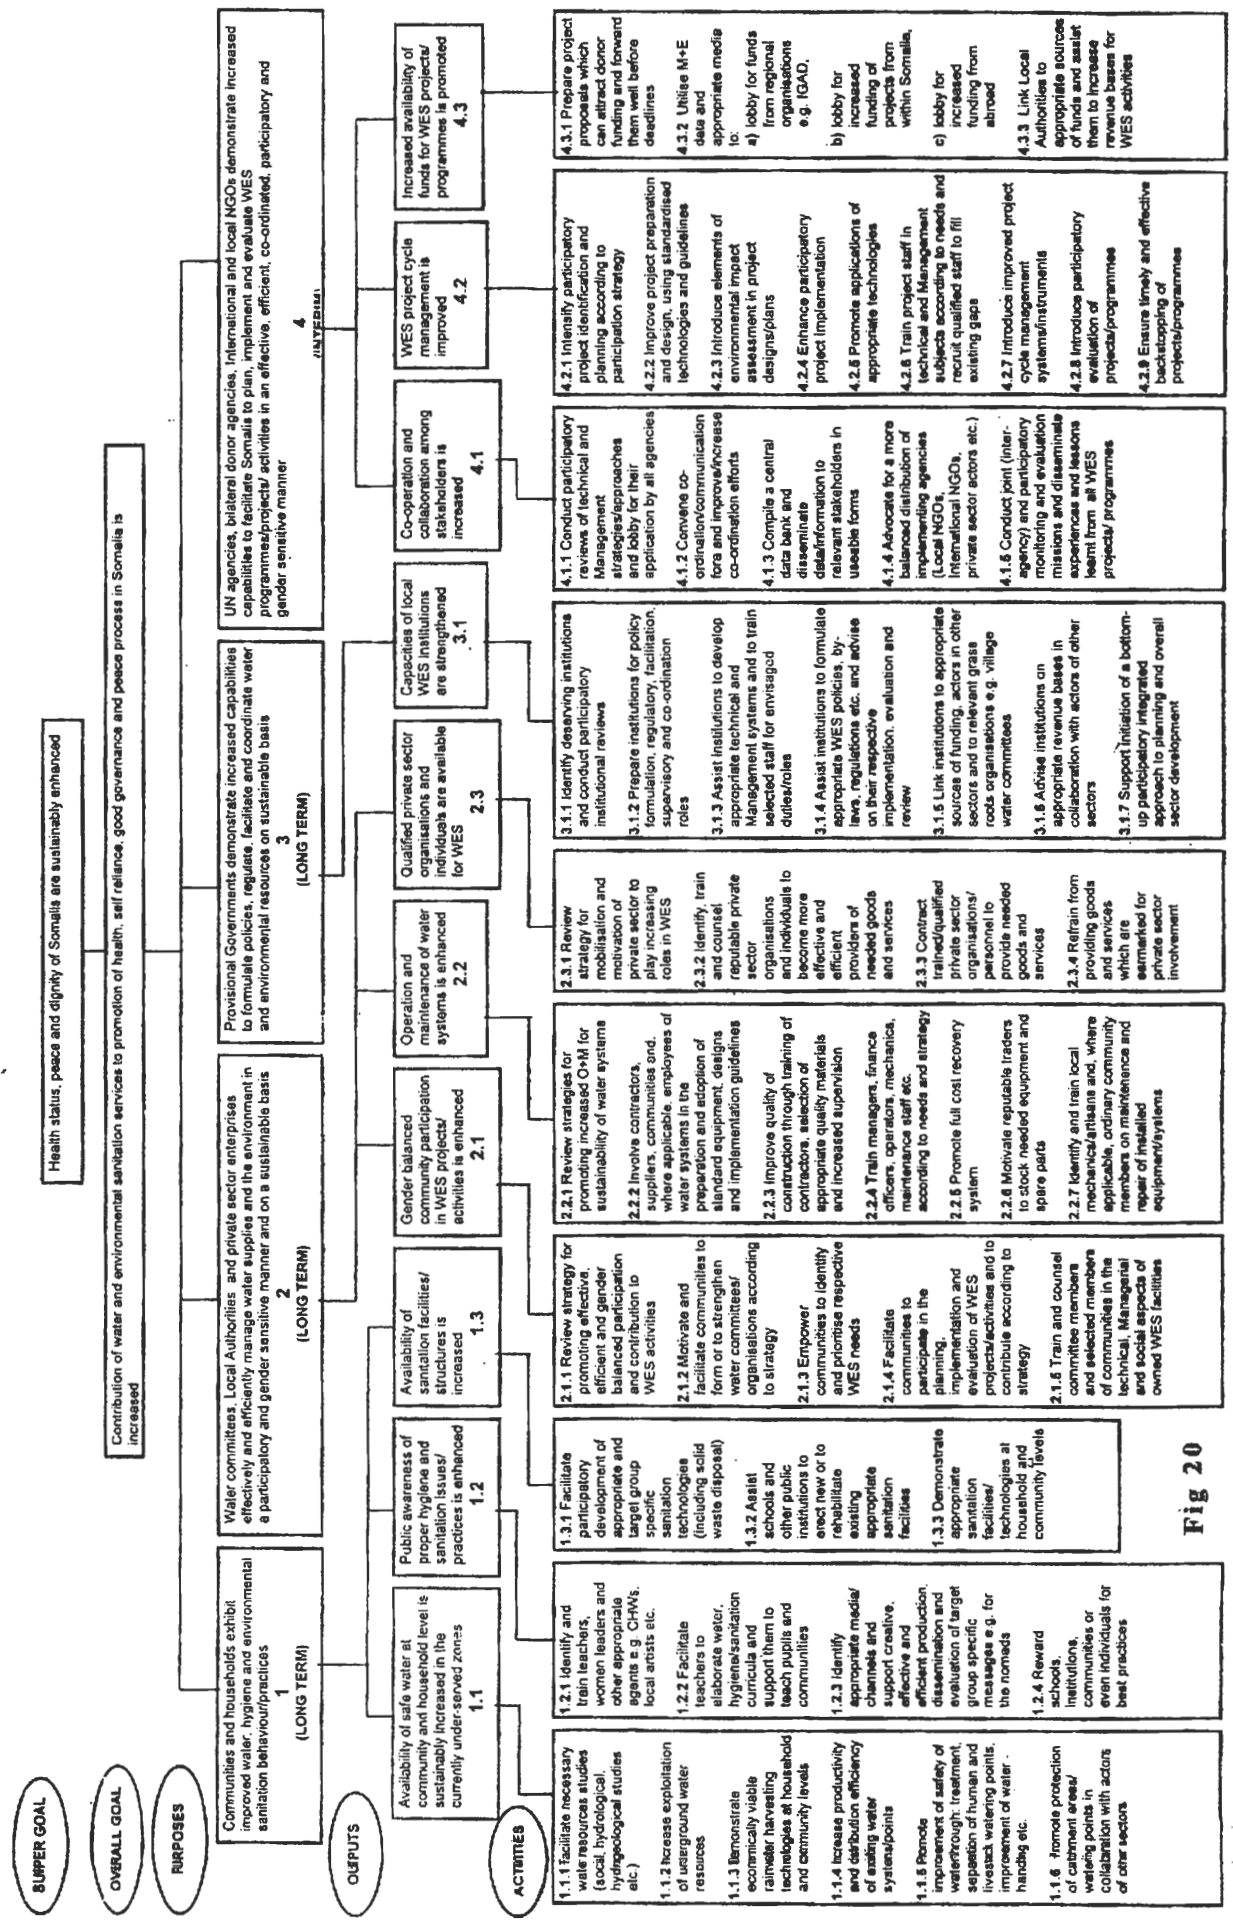 SUPER GOAL
Health status, peace and dignity of Somalis are sustainably enhanced
OVERALL GOAL
Contribution of water and environmental sanitation services to promotion of health, self reliance, good governance and peace process in Somalia is
increased
PURPOSES
Communities and households exhibit
improved water, hygiene and environmental
sanitation behaviour/practices
1
(LONG TERM)
Water committees, Local Authorities and private sector enterprises
effectively and efficiently manage water supplies and the environment in
a participatory and gender sensitive manner and on a sustainable basis
2
(LONG TERM)
Provisional Governments demonstrate increased capabilities
to formulate policies, regulate, facilitate and coordinate water
and environmental resources on sustainable basis
3
(LONG TERM)
UN agencies, bilateral donor agencies, International and local NGOs demonstrate increased
capabilities to facilitate Somalis to plan, implement and evaluate WES
programmes/projects/ activities in an effective, efficient, co-ordinated, participatory and
gender sensitive manner
4
(INTERIM)
OUTPUTS
Availability of safe water at
community and household level is
sustainably increased in the
currently under-served zones
1.1
Public awareness of
proper hygiene and
sanitation issues/
practices is enhanced
1.2
Availability of
sanitation facilities/
structures is
increased
1.3
Gender balanced
community participation
in WES projects/
activities is enhanced
2.1
Operation and
maintenance of water
systems is enhanced
2.2
Qualified private sector
organisations and
individuals are available
for WES
2.3
Capacities of local
WES Institutions
are strengthened
3.1
Co-operation and
collaboration among
stakeholders is
increased
4.1
WES project cycle
management is
improved
4.2
Increased availability of
funds for WES projects/
programmes is promoted
4.3
ACTIVITIES
1.1.1 Facilitate necessary
water resources studies
(social, hydrological,
hydrogeological studies
etc.)
1.1.2 Increase exploitation
of underground water
resources
1.1.3 Demonstrate
economically viable
rainwater harvesting
technologies at household
and community levels
1.1.4 Increase productivity
and distribution efficiency
of existing water
systems/points
1.1.5 Promote
improvement of safety of
water through: treatment,
separation of human and
livestock watering points,
improvement of water -
handling etc.
1.1.6 Promote protection
of catchment areas/
watering points in
collaboration with actors
of other sectors
1.2.1 Identify and
train teachers,
women leaders and
other appropriate
agents e.g. CHWs,
local artists etc.
1.2.2 Facilitate
teachers to
elaborate water,
hygiene/sanitation
curricula and
support them to
teach pupils and
communities
1.2.3 Identify
appropriate media/
channels and
support creative,
effective and
efficient production,
dissemination and
evaluation of target
group specific
messages e.g. for
the nomads
1.2.4 Reward
schools,
institutions,
communities or
even individuals for
best practices
1.3.1 Facilitate
participatory
development of
appropriate and
target group
specific
sanitation
technologies
(including solid
waste disposal)
1.3.2 Assist
schools and
other public
institutions to
erect new or to
rehabilitate
existing
appropriate
sanitation
facilities
1.3.3 Demonstrate
appropriate
sanitation
facilities/
technologies at
household and
community levels
2.1.1 Review strategy for
promoting effective,
efficient and gender
balanced participation
and contribution to
WES activities
2.1.2 Motivate and
facilitate communities to
form or to strengthen
water committees/
organisations according
to strategy
2.1.3 Empower
communities to identify
and prioritise respective
WES needs
2.1.4 Facilitate
communities to
participate in the
planning,
implementation and
evaluation of WES
projects/activities and to
contribute according to
strategy
2.1.5 Train and counsel
committee members
and selected members
of communities in the
technical, Managerial
and social aspects of
owned WES facilities
2.2.1 Review strategies for
promoting increased O+M for
sustainability of water systems
2.2.2 Involve contractors,
suppliers, communities and,
where applicable, employees of
water systems in the
preparation and adoption of
standard equipment, designs
and implementation guidelines
2.2.3 Improve quality of
construction through training of
contractors, selection of
appropriate quality materials
and increased supervision
2.2.4 Train managers, finance
officers, operators, mechanics,
maintenance staff etc.
according to needs and strategy
2.2.5 Promote full cost recovery
system
2.2.6 Motivate reputable traders
to stock needed equipment and
spare parts
2.2.7 Identify and train local
mechanics/artisans and, where
applicable, ordinary community
members on maintenance and
repair of installed
equipment/systems
2.3.1 Review
strategy for
mobilisation and
motivation of
private sector to
play increasing
roles in WES
2.3.2 Identify, train
and counsel
reputable private
sector
organisations
and individuals to
become more
effective and
efficient
providers of
needed goods
and services
2.3.3 Contract
trained/qualified
private sector
organisations/
personnel to
provide needed
goods and
services
2.3.4 Refrain from
providing goods
and services
which are
earmarked for
private sector
involvement
3.1.1 Identify deserving institutions
and conduct participatory
institutional reviews
3.1.2 Prepare institutions for policy
formulation, regulatory, facilitation,
supervisory and co-ordination
roles
3.1.3 Assist Institutions to develop
appropriate technical and
Management systems and to train
selected staff for envisaged
duties/roles
3.1.4 Assist institutions to formulate
appropriate WES policies, by-
laws, regulations etc. and advise
on their respective
implementation, evaluation and
review
3.1.5 Link institutions to appropriate
sources of funding, actors in other
sectors and to relevant grass
roots organisations e.g. village
water committees
3.1.6 Advise institutions on
appropriate revenue bases in
collaboration with actors of other
sectors
3.1.7 Support initiation of a bottom-
up participatory integrated
approach to planning and overall
sector development
4.1.1 Conduct participatory
reviews of technical and
Management
strategies/approaches
and lobby for their
application by all agencies
4.1.2 Convene co-
ordination/communication
fora and improve/increase
co-ordination efforts
4.1.3 Compile a central
data bank and
disseminate
data/information to
relevant stakeholders in
useable forms
4.1.4 Advocate for a more
balanced distribution of
implementing agencies
(Local NGOs,
International NGOs,
private sector actors etc.)
4.1.5 Conduct joint (inter-
agency) and participatory
monitoring and evaluation
missions and disseminate
experiences and lessons
learnt from all WES
projects/ programmes
4.2.1 Intensify participatory
project identification and
planning according to
participation strategy
4.2.2 Improve project preparation
and design, using standardised
technologies and guidelines
4.2.3 Introduce elements of
environmental impact
assessment in project
designs/plans
4.2.4 Enhance participatory
project Implementation
4.2.5 Promote applications of
appropriate technologies
4.2.6 Train project staff in
technical and Management
subjects according to needs and
recruit qualified staff to fill
existing gaps
4.2.7 Introduce improved project
cycle management
systems/instruments
4.2.8 Introduce participatory
evaluation of
projects/programmes
4.2.9 Ensure timely and effective
backstopping of
projects/programmes
4.3.1 Prepare project
proposals which
can attract donor
funding and forward
them well before
deadlines
4.3.2 Utilise M+E
data and
appropriate media
to:
a) lobby for funds
from regional
organisations
e.g. IGAD,
b) lobby for
increased
funding of
projects from
within Somalia,
c) lobby for
increased
funding from
abroad
4.3.3 Link Local
Authorities to
appropriate sources
of funds and assist
them to increase
revenue bases for
WES activities
Fig 20